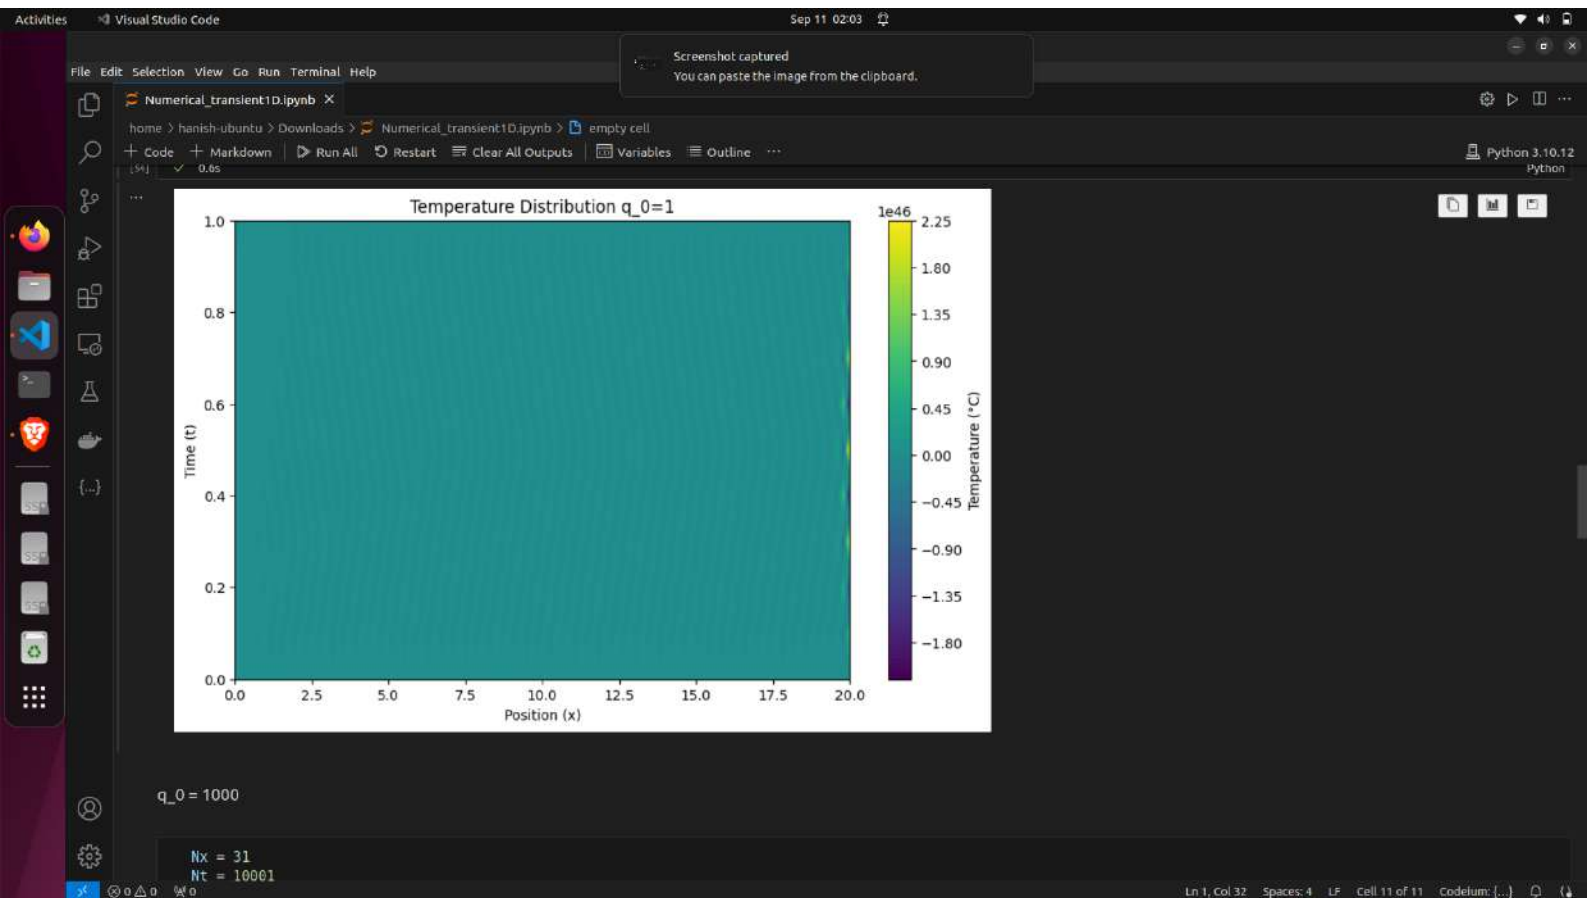 Activities Visual Studio Code Sep 11 02:03
Screenshot captured
You can paste the image from the clipboard.
File Edit Selection View Go Run Terminal Help
Numerical_transient1D.ipynb
home > hanish-ubuntu > Downloads > Numerical_transient1D.ipynb > empty cell
+ Code + Markdown Run All Restart Clear All Outputs Variables Outline ... Python 3.10.12
[54] 0.6s Python
...
Temperature Distribution q_0=1
1e46
1.0
0.8
0.6
0.4
0.2
0.0
Time (t)
0.0 2.5 5.0 7.5 10.0 12.5 15.0 17.5 20.0
Position (x)
2.25
1.80
1.35
0.90
0.45
0.00
−0.45
−0.90
−1.35
−1.80
Temperature (°C)
q_0 = 1000
Nx = 31
Nt = 10001
0 0 0 Ln 1, Col 32 Spaces: 4 LF Cell 11 of 11 Codeium: {...}